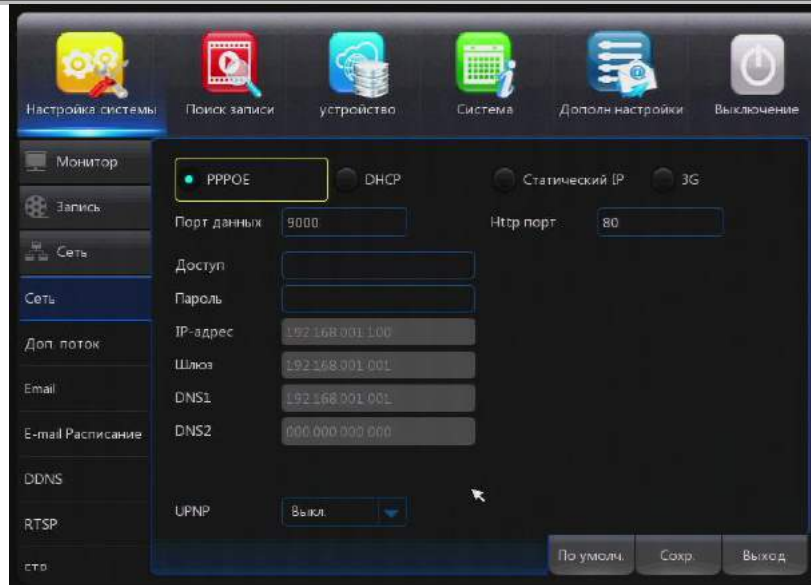 Настройка системы
Поиск записи
устройство
Система
Дополн настройки
Выключение
Монитор
Запись
Сеть
Сеть
Доп. поток
Email
E-mail Расписание
DDNS
RTSP
стр
PPPOE
DHCP
Статический IP
3G
Порт данных 9000 Http порт 80
Доступ
Пароль
IP-адрес 192.168.001.100
Шлюз 192.168.001.001
DNS1 192.168.001.001
DNS2 000.000.000.000
UPNP Выкл.
По умолч. Сохр. Выход